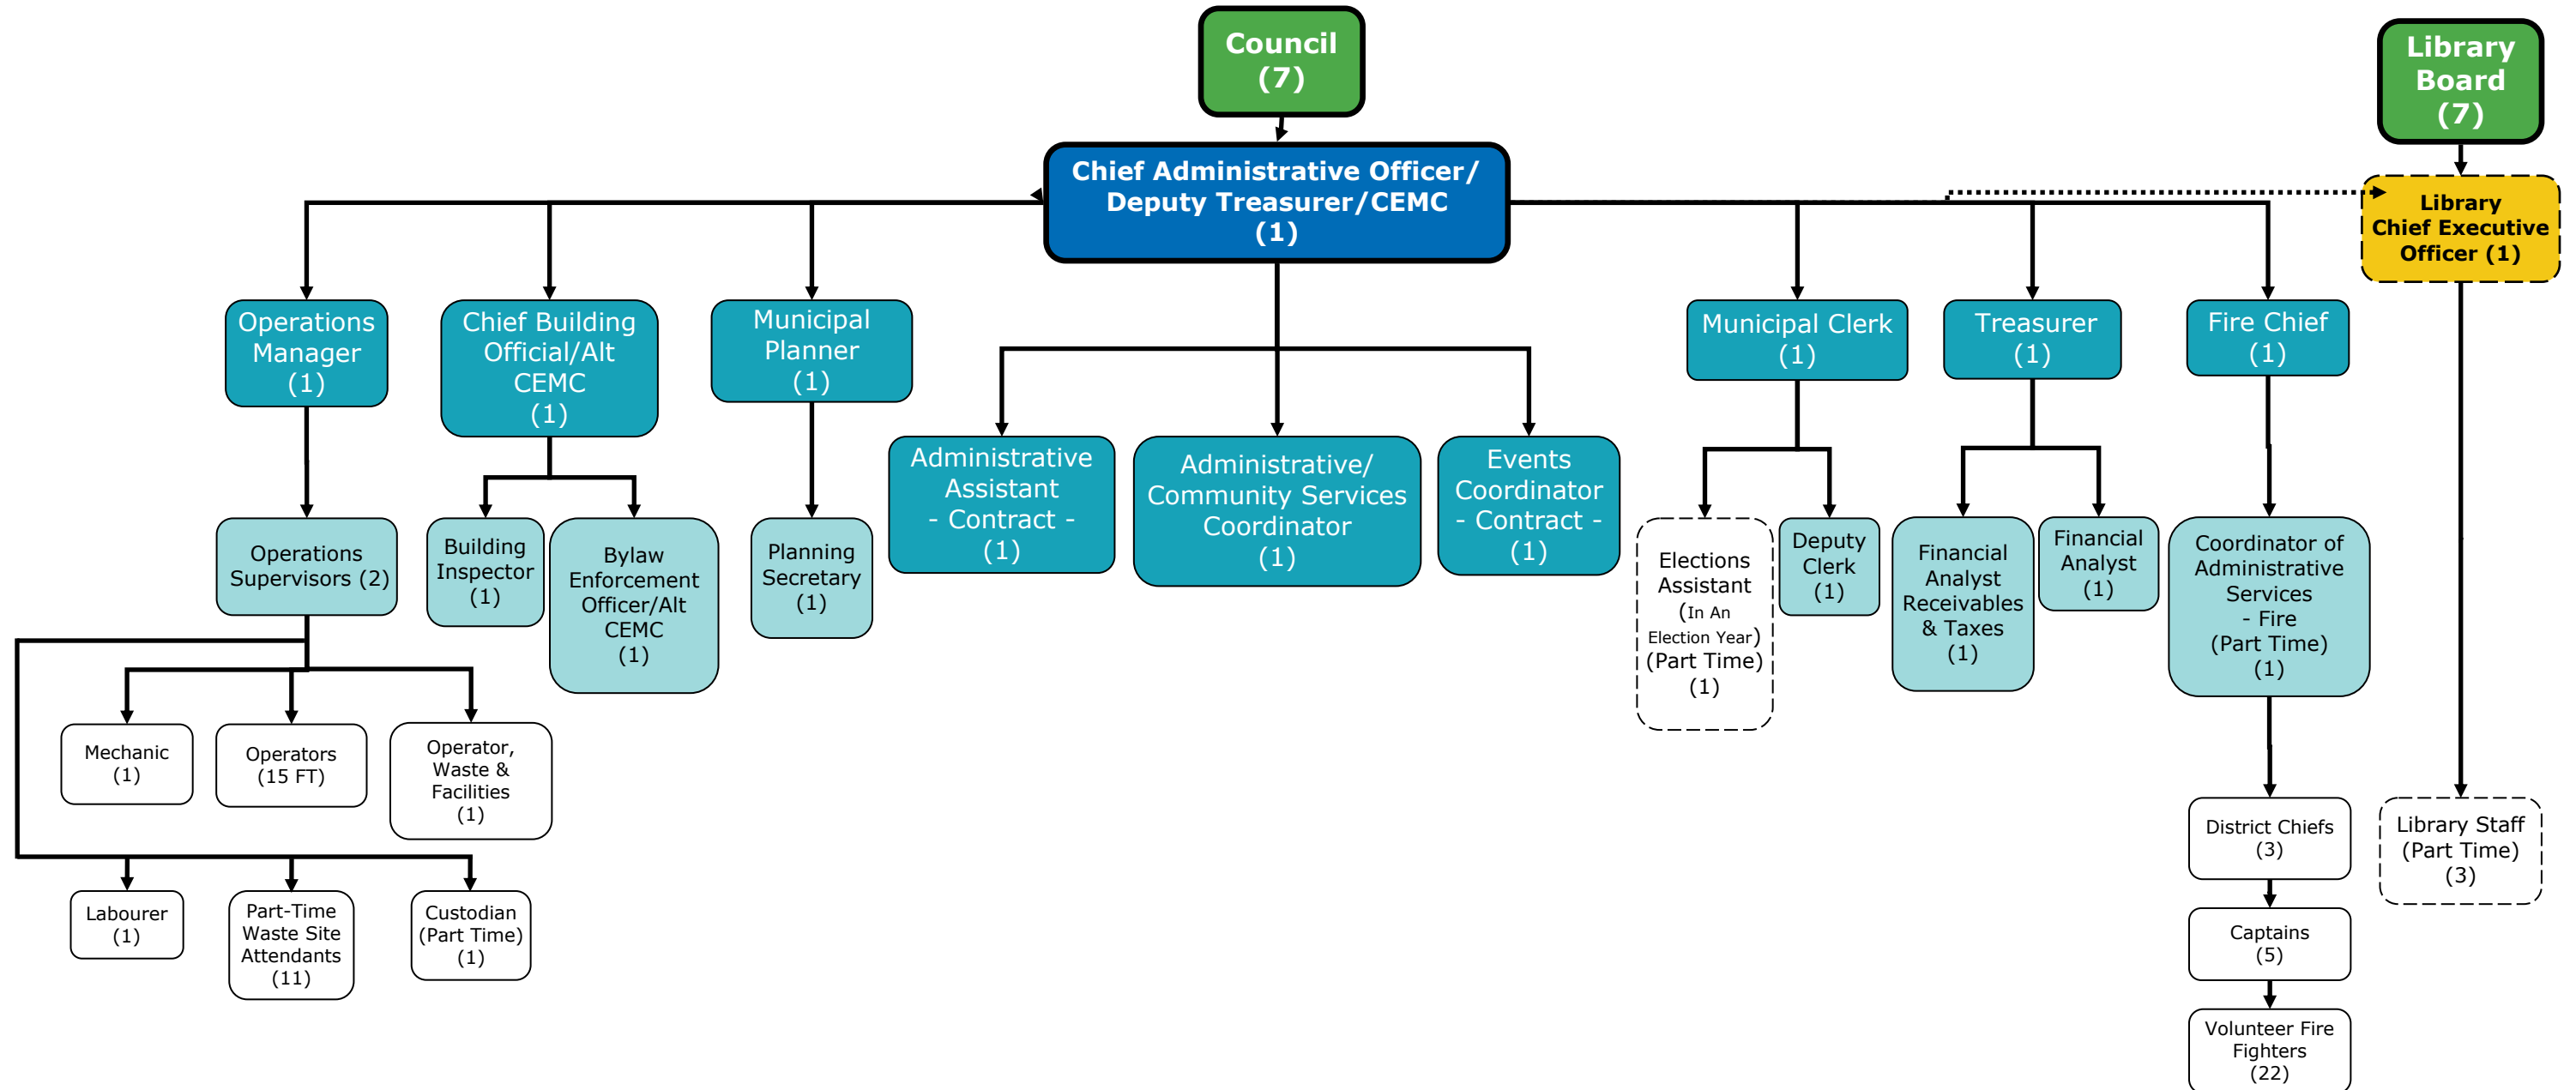 Council
(7)
Library
Board
(7)
Chief Administrative Officer/
Deputy Treasurer/CEMC
(1)
Library
Chief Executive
Officer (1)
Operations
Manager
(1)
Chief Building
Official/Alt
CEMC
(1)
Municipal
Planner
(1)
Municipal Clerk
(1)
Treasurer
(1)
Fire Chief
(1)
Administrative
Assistant
- Contract -
(1)
Administrative/
Community Services
Coordinator
(1)
Events
Coordinator
- Contract -
(1)
Operations
Supervisors (2)
Building
Inspector
(1)
Bylaw
Enforcement
Officer/Alt
CEMC
(1)
Planning
Secretary
(1)
Elections
Assistant
(In An
Election Year)
(Part Time)
(1)
Deputy
Clerk
(1)
Financial
Analyst
Receivables
& Taxes
(1)
Financial
Analyst
(1)
Coordinator of
Administrative
Services
- Fire
(Part Time)
(1)
Mechanic
(1)
Operators
(15 FT)
Operator,
Waste &
Facilities
(1)
District Chiefs
(3)
Library Staff
(Part Time)
(3)
Labourer
(1)
Part-Time
Waste Site
Attendants
(11)
Custodian
(Part Time)
(1)
Captains
(5)
Volunteer Fire
Fighters
(22)